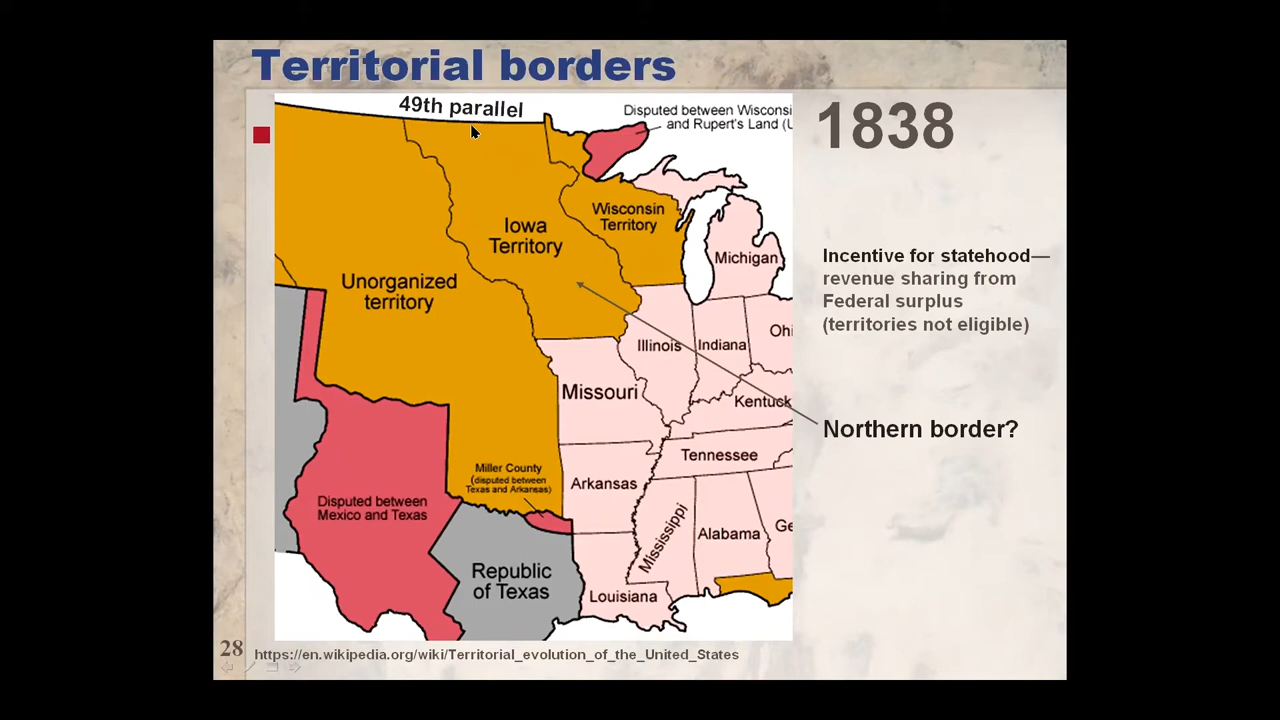 Territorial borders
49th parallel
Disputed between Wisconsi
and Rupert's Land (U
1838
Wisconsin
Territory
Iowa
Territory
Michigan
Incentive for statehood—
revenue sharing from
Federal surplus
(territories not eligible)
Unorganized
territory
Ohi
Illinois
Indiana
Missouri
Kentuck
Northern border?
Tennessee
Miller County
(disputed between
Texas and Arkansas)
Arkansas
Disputed between
Mexico and Texas
Mississippi
Alabama
Ge
Republic
of Texas
Louisiana
28
https://en.wikipedia.org/wiki/Territorial_evolution_of_the_United_States